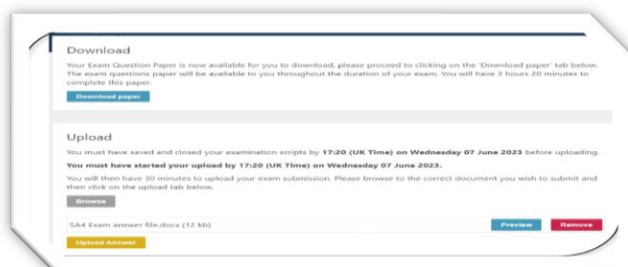 Download
Your Exam Question Paper is now available for you to download, please proceed to clicking on the 'Download paper' tab below.
The exam questions paper will be available to you throughout the duration of your exam. You will have 3 hours 20 minutes to
complete this paper.
Download paper
Upload
You must have saved and closed your examination scripts by 17:20 (UK Time) on Wednesday 07 June 2023 before uploading.
You must have started your upload by 17:20 (UK Time) on Wednesday 07 June 2023.
You will then have 30 minutes to upload your exam submission. Please browse to the correct document you wish to submit and
then click on the upload tab below.
Browse
SA4 Exam answer file.docx (12 kb)
Preview
Remove
Upload Answer